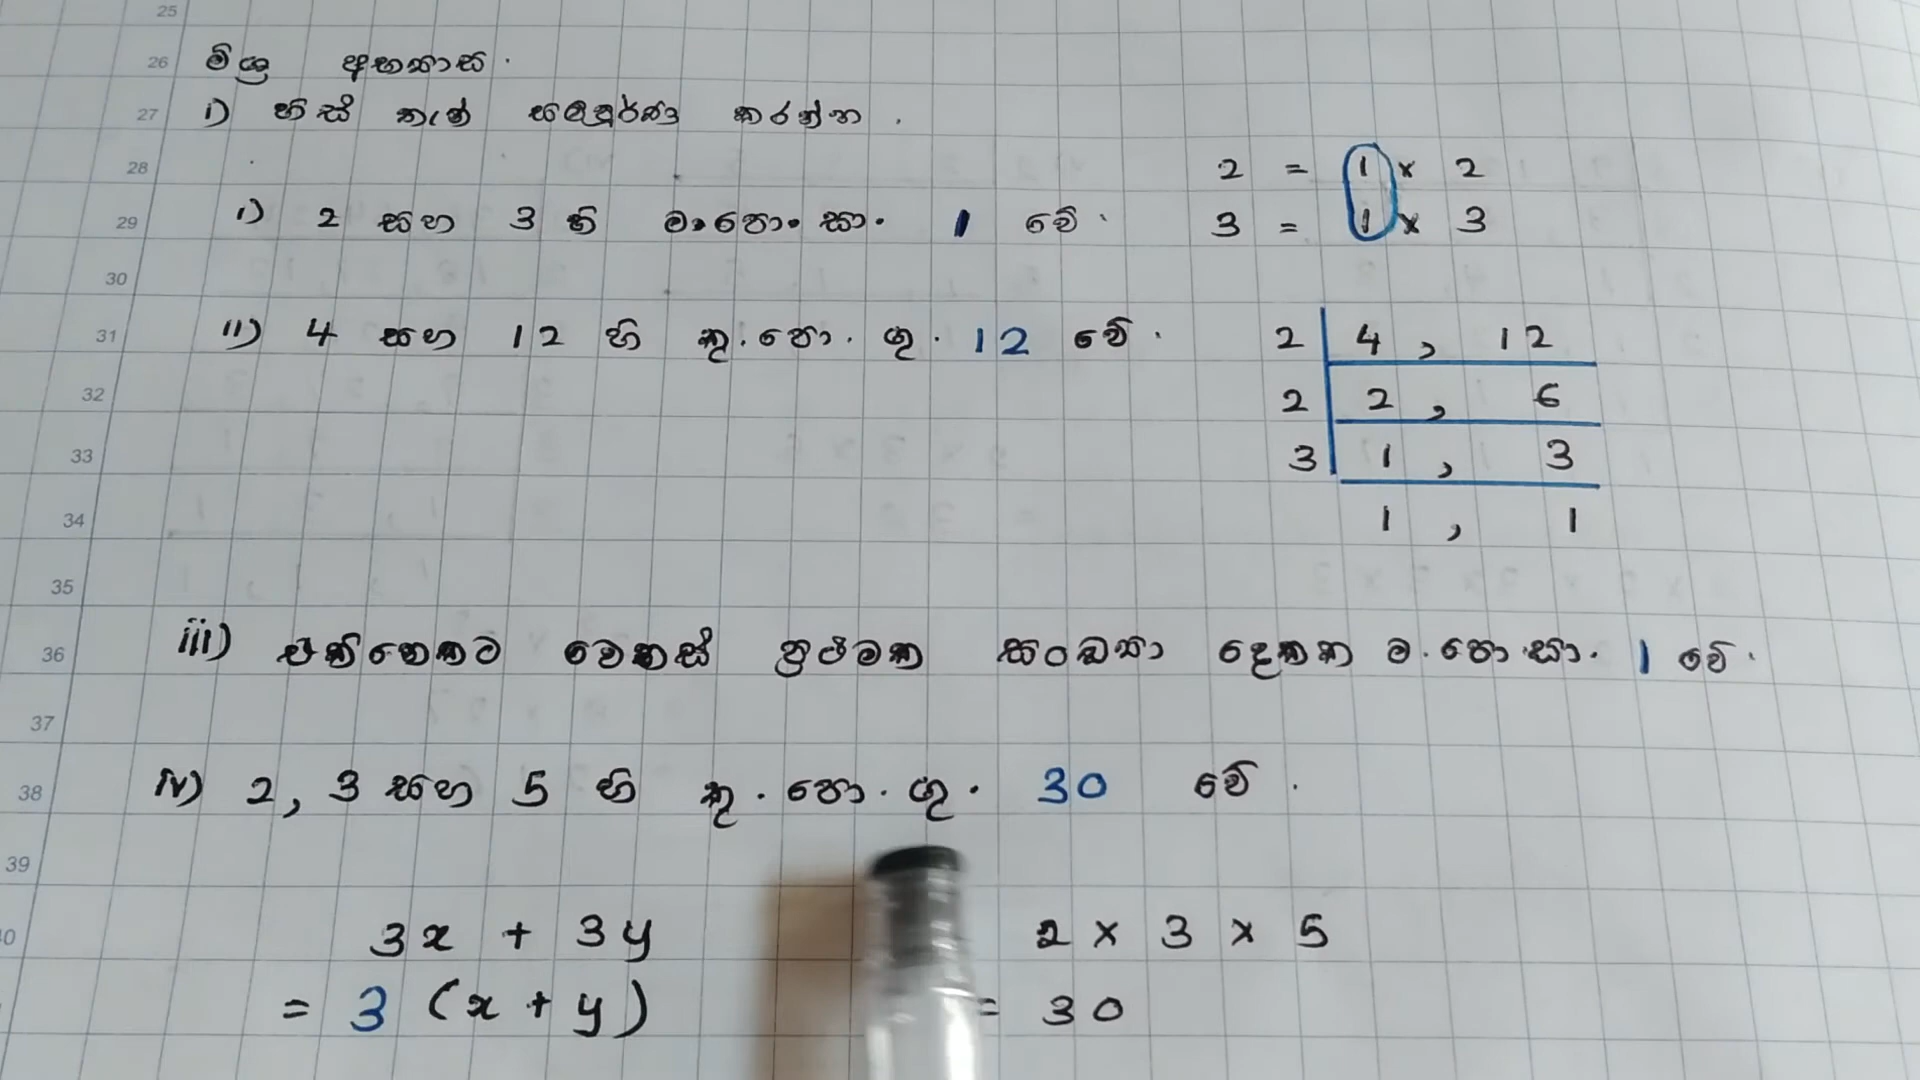 25
26 මිශ්‍ර අභ්‍යාස.
27 i) හිස් තැන් සම්පූර්ණ කරන්න.
28 2 = 1 x 2
29 i) 2 සහ 3 හි ම.පො.සා. 1 වේ. 3 = 1 x 3
30
31 ii) 4 සහ 12 හි කු.පො.ගු. 12 වේ. 2 4, 12
32 2 2, 6
33 3 1, 3
34 1, 1
35
36 iii) එකිනෙකට වෙනස් ප්‍රථමක සංඛ්‍යා දෙකක ම.පො.සා. 1 වේ.
37
38 iv) 2, 3 සහ 5 හි කු.පො.ගු. 30 වේ.
39
3x + 3y 2 x 3 x 5
= 3 (x + y) = 30